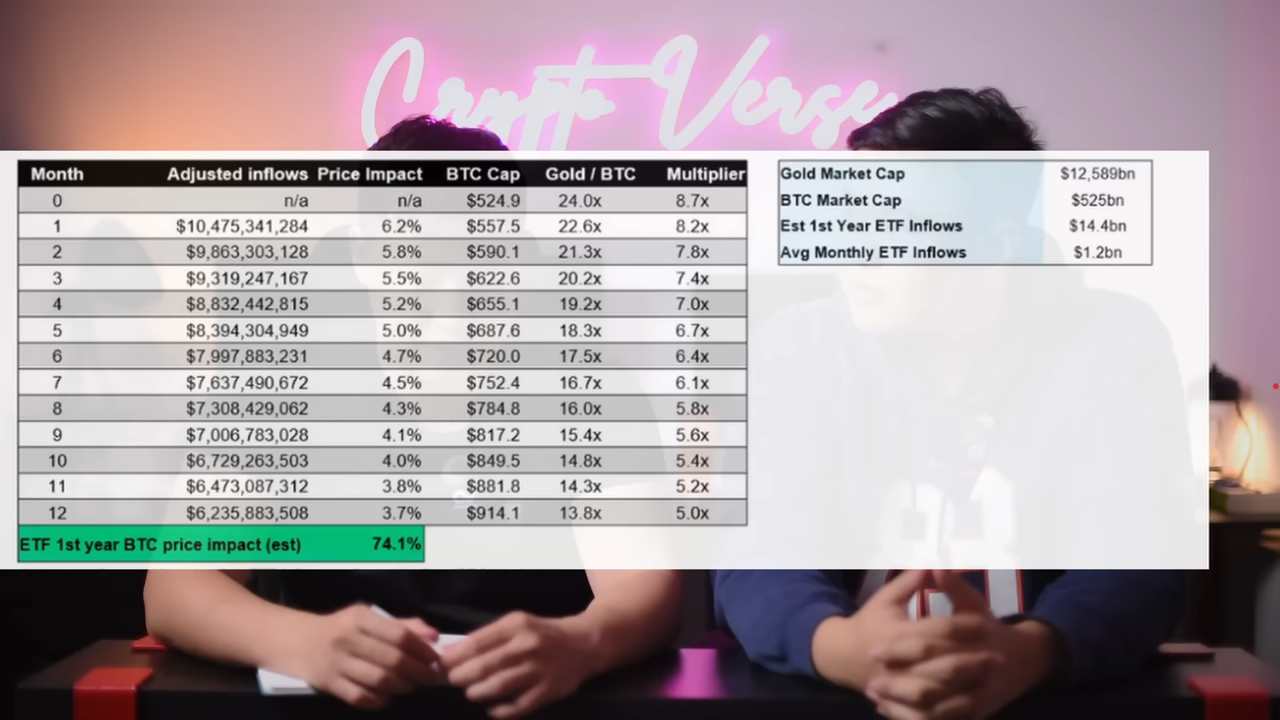 Crypto Verse
Month Adjusted inflows Price Impact BTC Cap Gold / BTC Multiplier
0 n/a n/a $524.9 24.0x 8.7x
1 $10,475,341,284 6.2% $557.5 22.6x 8.2x
2 $9,863,303,128 5.8% $590.1 21.3x 7.8x
3 $9,319,247,167 5.5% $622.6 20.2x 7.4x
4 $8,832,442,815 5.2% $655.1 19.2x 7.0x
5 $8,394,304,949 5.0% $687.6 18.3x 6.7x
6 $7,997,883,231 4.7% $720.0 17.5x 6.4x
7 $7,637,490,672 4.5% $752.4 16.7x 6.1x
8 $7,308,429,062 4.3% $784.8 16.0x 5.8x
9 $7,006,783,028 4.1% $817.2 15.4x 5.6x
10 $6,729,263,503 4.0% $849.5 14.8x 5.4x
11 $6,473,087,312 3.8% $881.8 14.3x 5.2x
12 $6,235,883,508 3.7% $914.1 13.8x 5.0x
ETF 1st year BTC price impact (est) 74.1%
Gold Market Cap $12,589bn
BTC Market Cap $525bn
Est 1st Year ETF Inflows $14.4bn
Avg Monthly ETF Inflows $1.2bn